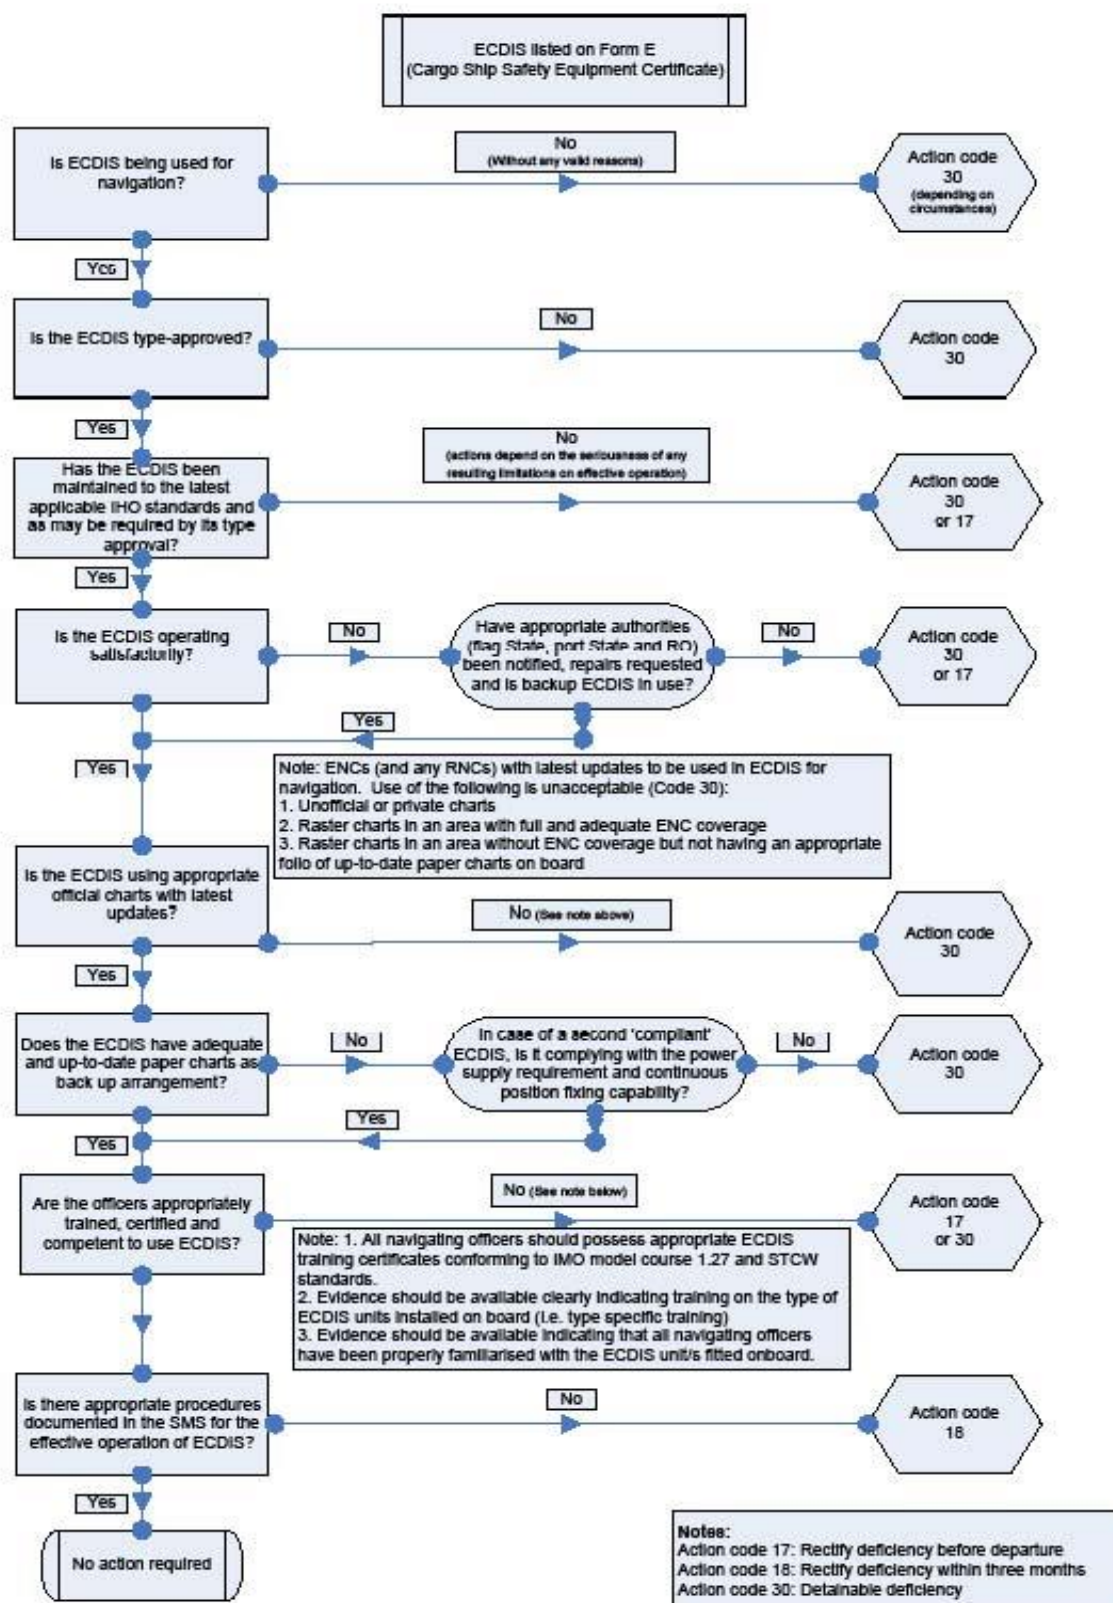 ECDIS listed on Form E
(Cargo Ship Safety Equipment Certificate)
Is ECDIS being used for
navigation?
No
(Without any valid reasons)
Action code
30
(depending on
circumstances)
Yes
Is the ECDIS type-approved?
No
Action code
30
Yes
Has the ECDIS been
maintained to the latest
applicable IHO standards and
as may be required by its type
approval?
No
(actions depend on the seriousness of any
resulting limitations on effective operation)
Action code
30
or 17
Yes
Is the ECDIS operating
satisfactorily?
No
Have appropriate authorities
(flag State, port State and RO)
been notified, repairs requested
and is backup ECDIS in use?
No
Action code
30
or 17
Yes
Yes
Note: ENCs (and any RNCs) with latest updates to be used in ECDIS for
navigation. Use of the following is unacceptable (Code 30):
1. Unofficial or private charts
2. Raster charts in an area with full and adequate ENC coverage
3. Raster charts in an area without ENC coverage but not having an appropriate
folio of up-to-date paper charts on board
Is the ECDIS using appropriate
official charts with latest
updates?
No (See note above)
Action code
30
Yes
Does the ECDIS have adequate
and up-to-date paper charts as
back up arrangement?
No
In case of a second 'compliant'
ECDIS, is it complying with the power
supply requirement and continuous
position fixing capability?
No
Action code
30
Yes
Yes
Are the officers appropriately
trained, certified and
competent to use ECDIS?
No (See note below)
Action code
17
or 30
Note: 1. All navigating officers should possess appropriate ECDIS
training certificates conforming to IMO model course 1.27 and STCW
standards.
2. Evidence should be available clearly indicating training on the type of
ECDIS units installed on board (i.e. type specific training)
3. Evidence should be available indicating that all navigating officers
have been properly familiarised with the ECDIS unit/s fitted onboard.
Is there appropriate procedures
documented in the SMS for the
effective operation of ECDIS?
No
Action code
18
Yes
No action required
Notes:
Action code 17: Rectify deficiency before departure
Action code 18: Rectify deficiency within three months
Action code 30: Detainable deficiency